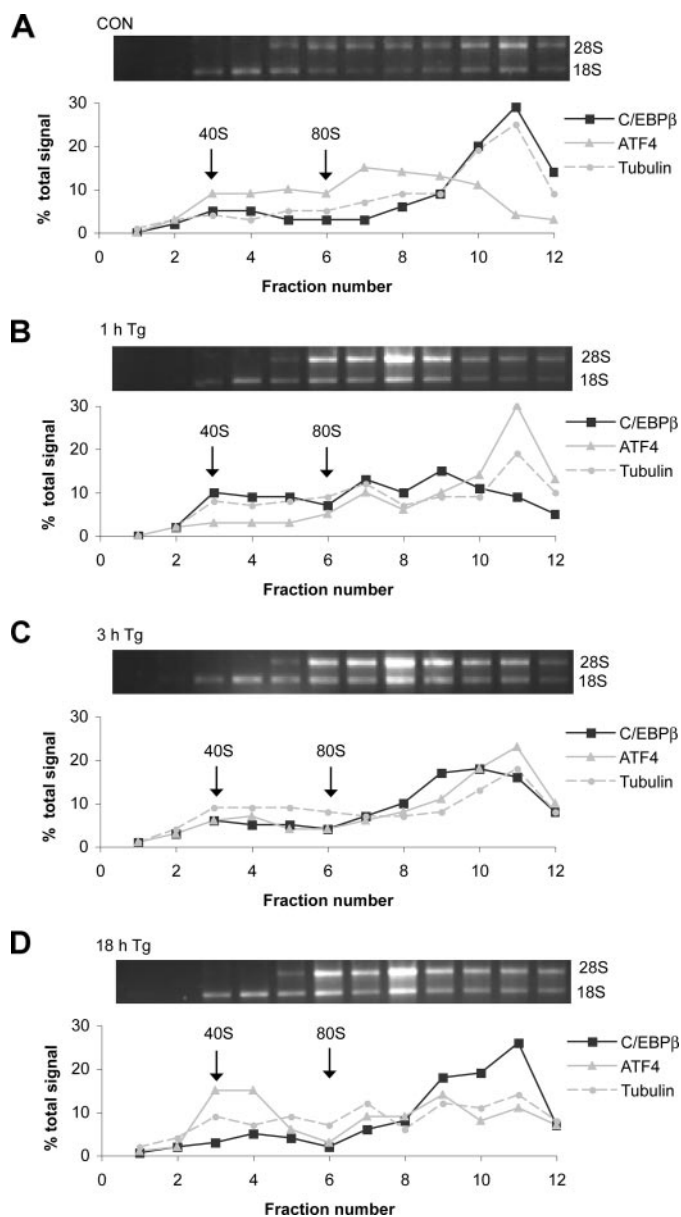 A
CON
28S
18S
30
20
10
0
% total signal
40S
80S
C/EBPβ
ATF4
Tubulin
0 2 4 6 8 10 12
Fraction number
B
1 h Tg
28S
18S
30
20
10
0
% total signal
40S
80S
C/EBPβ
ATF4
Tubulin
0 2 4 6 8 10 12
Fraction number
C
3 h Tg
28S
18S
30
20
10
0
% total signal
40S
80S
C/EBPβ
ATF4
Tubulin
0 2 4 6 8 10 12
Fraction number
D
18 h Tg
28S
18S
30
20
10
0
% total signal
40S
80S
C/EBPβ
ATF4
Tubulin
0 2 4 6 8 10 12
Fraction number